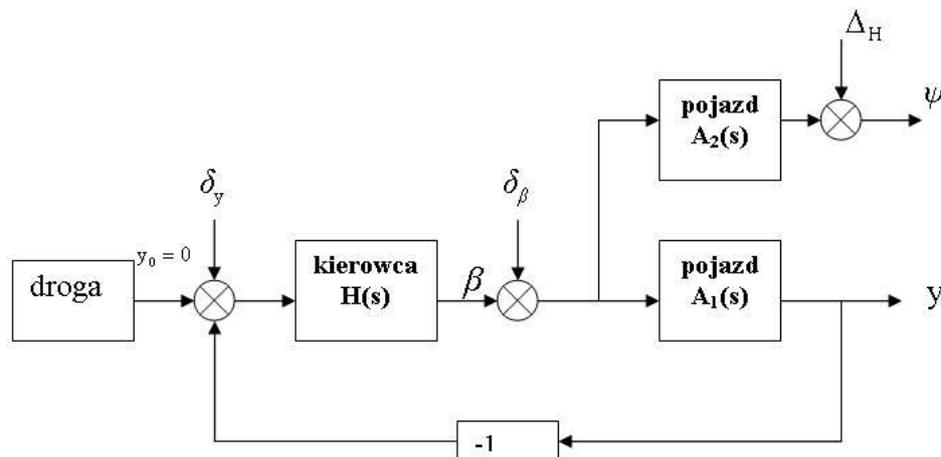 Δ_H
pojazd
A₂(s)
ψ
δ_y
δ_β
y₀ = 0
droga
kierowca
H(s)
β
pojazd
A₁(s)
y
-1